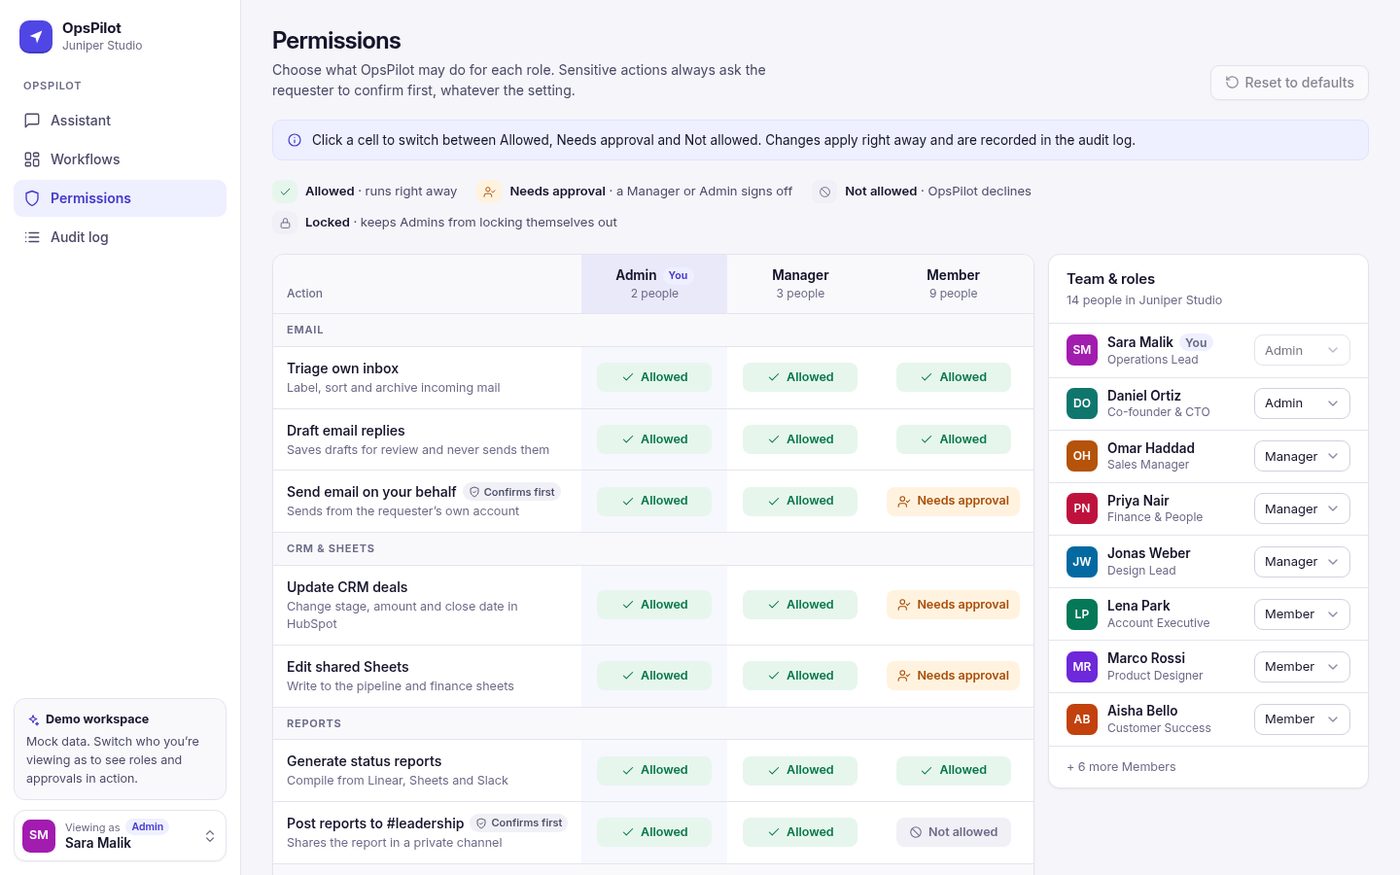 OpsPilot
Juniper Studio
OPSPILOT
Assistant
Workflows
Permissions
Audit log
Demo workspace
Mock data. Switch who you’re
viewing as to see roles and
approvals in action.
SM
Viewing as Admin
Sara Malik
Permissions
Choose what OpsPilot may do for each role. Sensitive actions always ask the
requester to confirm first, whatever the setting.
Reset to defaults
Click a cell to switch between Allowed, Needs approval and Not allowed. Changes apply right away and are recorded in the audit log.
Allowed · runs right away
Needs approval · a Manager or Admin signs off
Not allowed · OpsPilot declines
Locked · keeps Admins from locking themselves out
Action
Admin You
2 people
Manager
3 people
Member
9 people
EMAIL
Triage own inbox
Label, sort and archive incoming mail
Allowed
Allowed
Allowed
Draft email replies
Saves drafts for review and never sends them
Allowed
Allowed
Allowed
Send email on your behalf Confirms first
Sends from the requester’s own account
Allowed
Allowed
Needs approval
CRM & SHEETS
Update CRM deals
Change stage, amount and close date in
HubSpot
Allowed
Allowed
Needs approval
Edit shared Sheets
Write to the pipeline and finance sheets
Allowed
Allowed
Needs approval
REPORTS
Generate status reports
Compile from Linear, Sheets and Slack
Allowed
Allowed
Allowed
Post reports to #leadership Confirms first
Shares the report in a private channel
Allowed
Allowed
Not allowed
Team & roles
14 people in Juniper Studio
SM
Sara Malik You
Operations Lead
Admin
DO
Daniel Ortiz
Co-founder & CTO
Admin
OH
Omar Haddad
Sales Manager
Manager
PN
Priya Nair
Finance & People
Manager
JW
Jonas Weber
Design Lead
Manager
LP
Lena Park
Account Executive
Member
MR
Marco Rossi
Product Designer
Member
AB
Aisha Bello
Customer Success
Member
+ 6 more Members